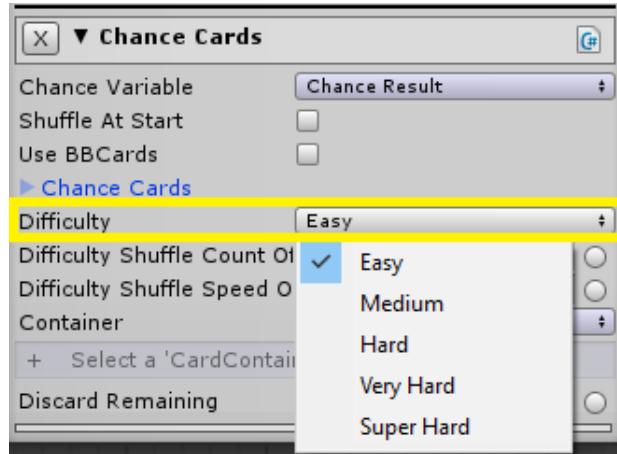 X ▼ Chance Cards C#
Chance Variable Chance Result
Shuffle At Start
Use BBCards
▶ Chance Cards
Difficulty Easy
Difficulty Shuffle Count Of
Difficulty Shuffle Speed O
Container
+ Select a 'CardContai
Discard Remaining
Easy
Medium
Hard
Very Hard
Super Hard